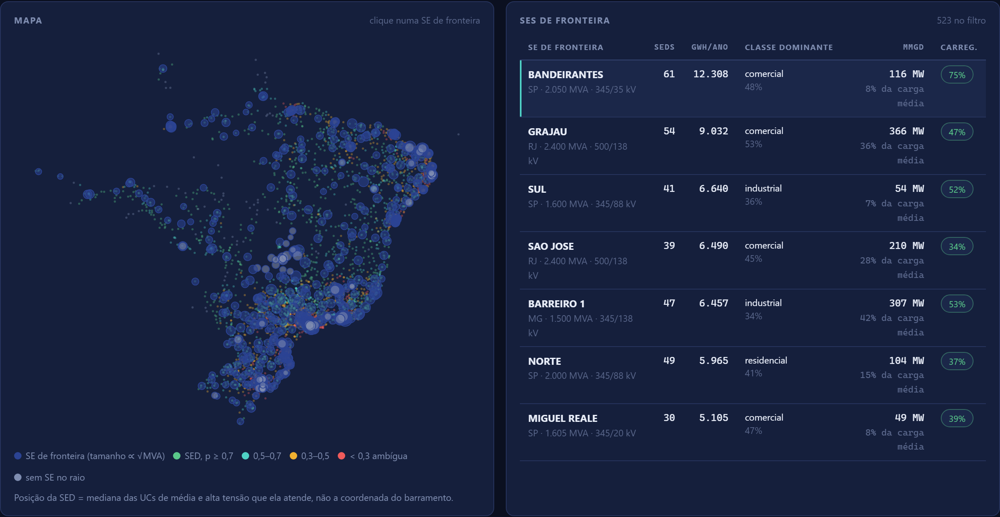 MAPA
clique numa SE de fronteira
SE de fronteira (tamanho ∝ √MVA)
SED, p ≥ 0,7
0,5–0,7
0,3–0,5
< 0,3 ambígua
sem SE no raio
Posição da SED = mediana das UCs de média e alta tensão que ela atende, não a coordenada do barramento.
SES DE FRONTEIRA
523 no filtro
SE DE FRONTEIRA SEDS GWH/ANO CLASSE DOMINANTE MMGD CARREG.
BANDEIRANTES 61 12.308 comercial 116 MW 75%
SP · 2.050 MVA · 345/35 kV 48% 8% da carga
média
GRAJAU 54 9.032 comercial 366 MW 47%
RJ · 2.400 MVA · 500/138 53% 36% da carga
kV média
SUL 41 6.640 industrial 54 MW 52%
SP · 1.600 MVA · 345/88 kV 36% 7% da carga
média
SAO JOSE 39 6.490 comercial 210 MW 34%
RJ · 2.400 MVA · 500/138 45% 28% da carga
kV média
BARREIRO 1 47 6.457 industrial 307 MW 53%
MG · 1.500 MVA · 345/138 34% 42% da carga
kV média
NORTE 49 5.965 residencial 104 MW 37%
SP · 2.000 MVA · 345/88 kV 41% 15% da carga
média
MIGUEL REALE 30 5.105 comercial 49 MW 39%
SP · 1.605 MVA · 345/20 kV 47% 8% da carga
média